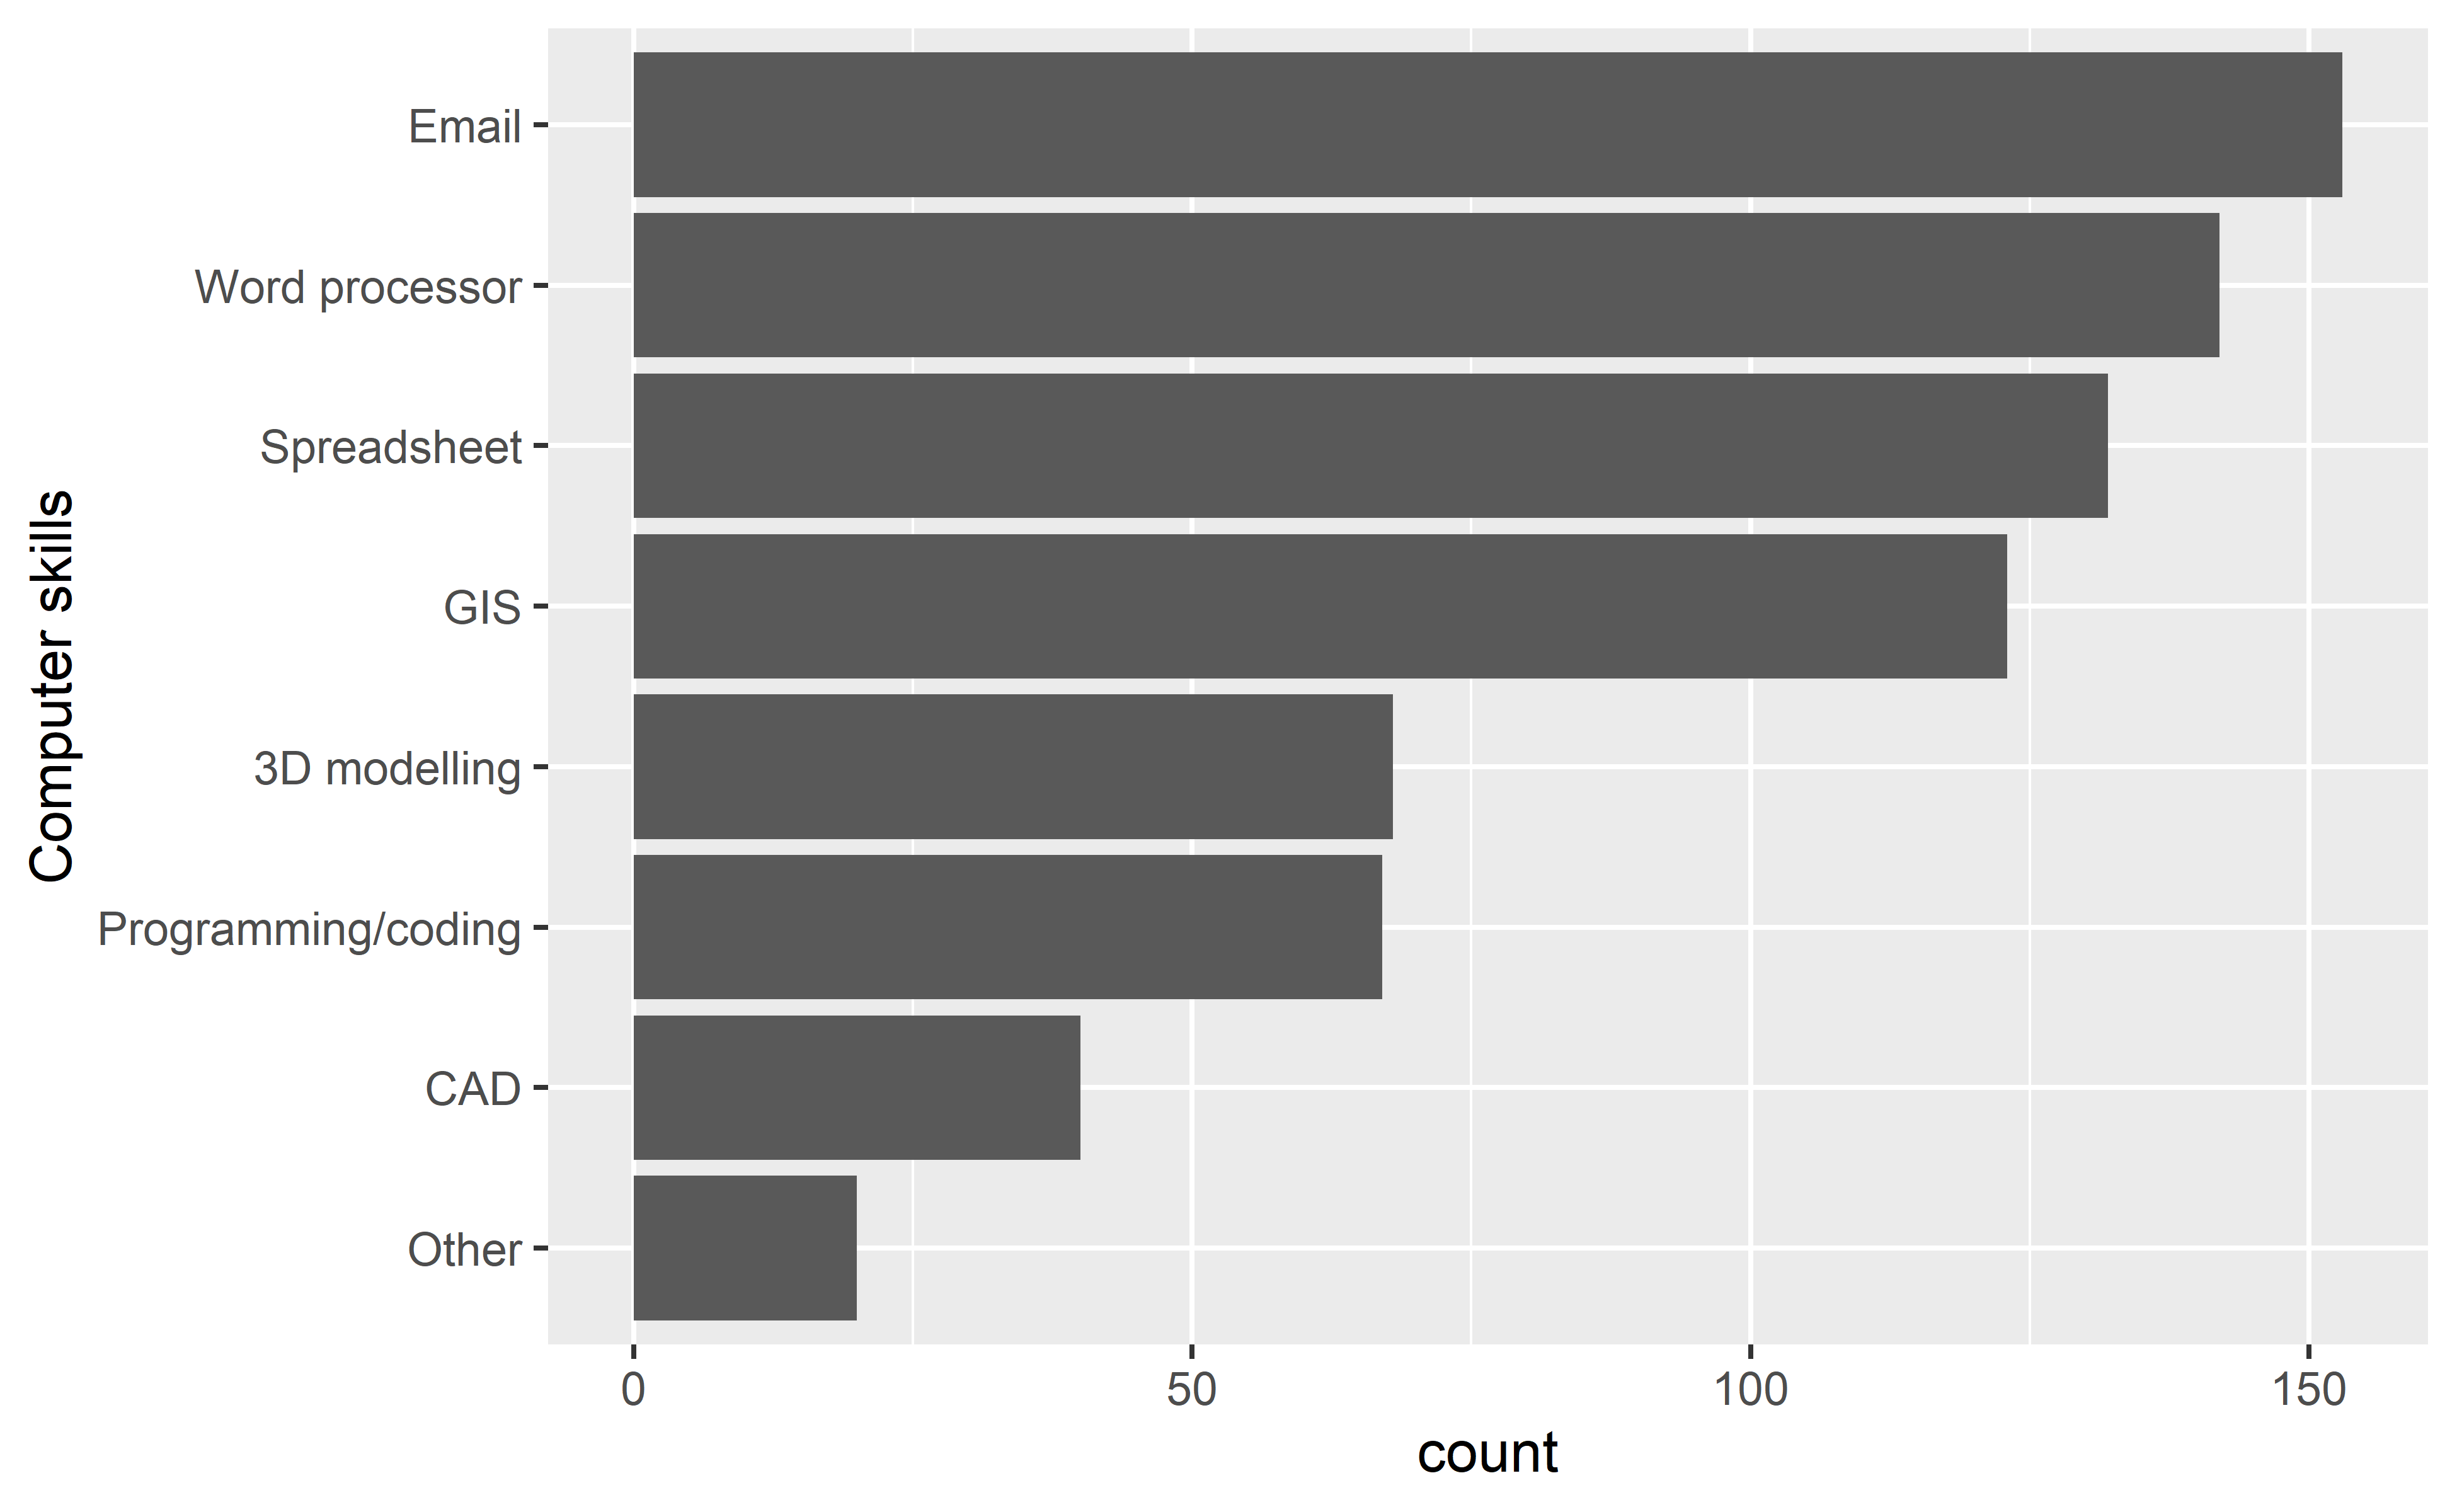 Computer skills
Email
Word processor
Spreadsheet
GIS
3D modelling
Programming/coding
CAD
Other
0 50 100 150
count